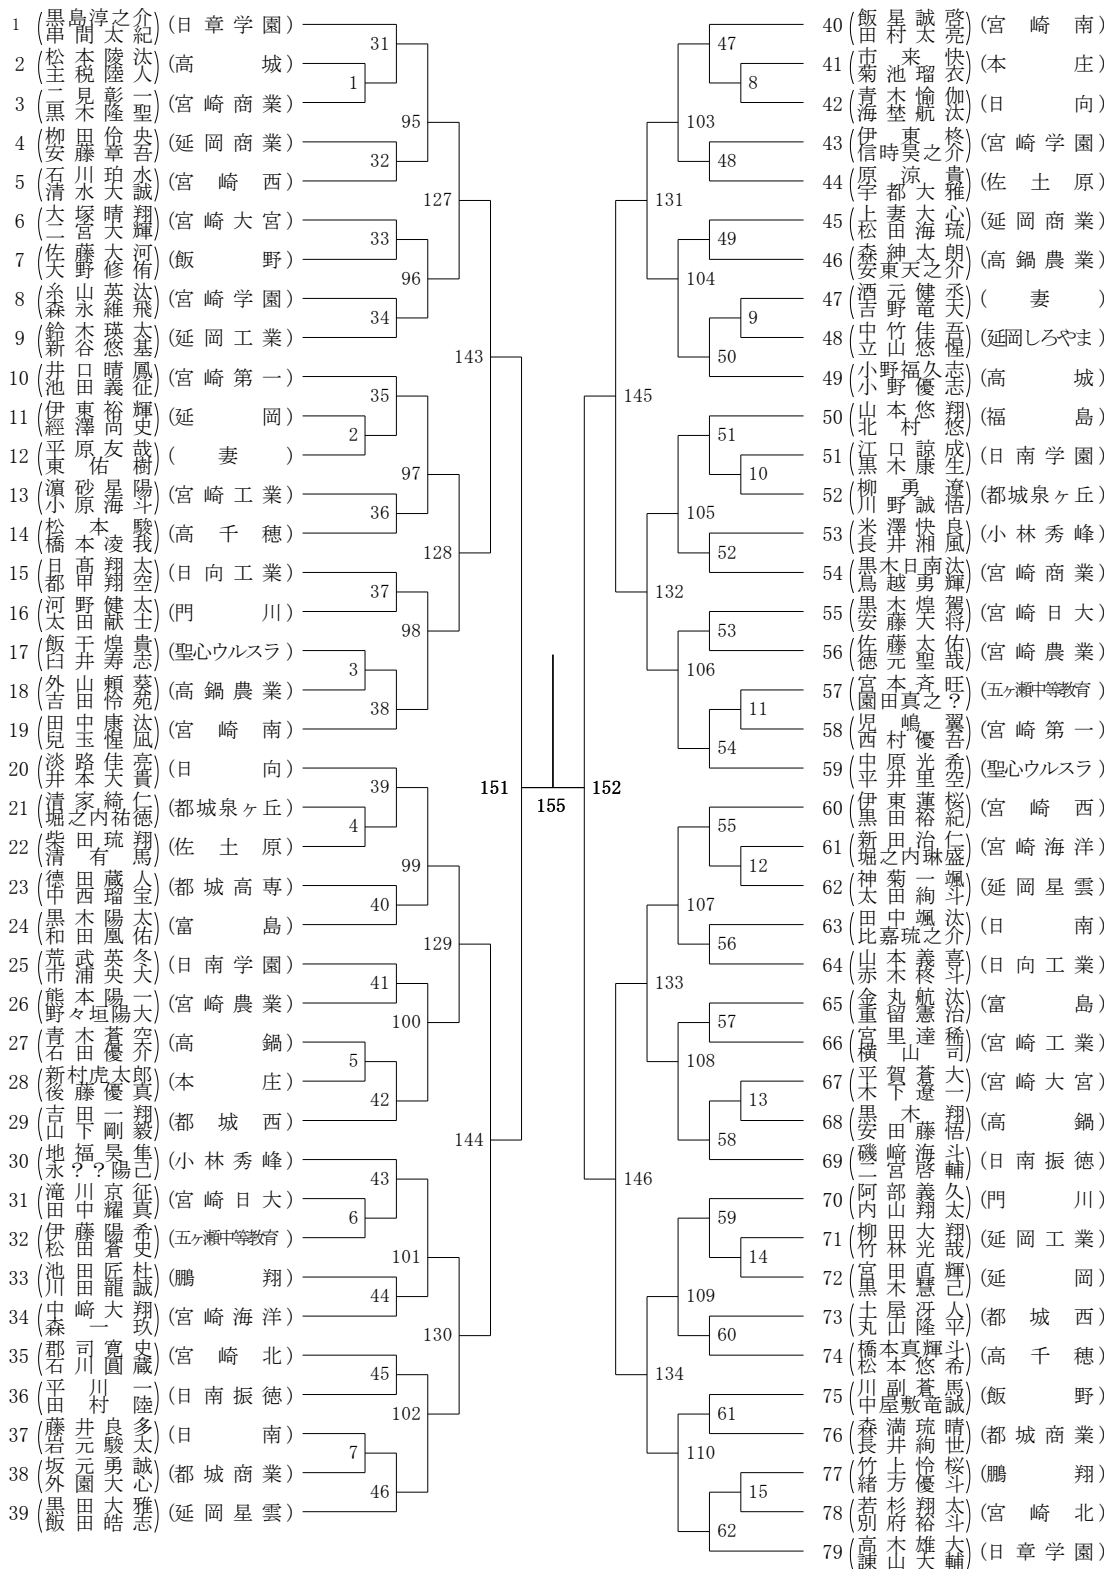 1 (黒島淳之介 串間太紀) (日章学園)
2 (松本陵汰 主税陸人) (高城)
3 (二見彰一 黒木隆聖) (宮崎商業)
4 (栁田伶央 安藤章吾) (延岡商業)
5 (石川珀水 清水大誠) (宮崎西)
6 (大塚晴翔 二宮大輝) (宮崎大宮)
7 (佐藤大河 大野修侑) (飯野)
8 (糸山英汰 森永維飛) (宮崎学園)
9 (鈴木瑛太 新谷悠基) (延岡工業)
10 (井口晴鳳 池田義征) (宮崎第一)
11 (伊東裕輝 經澤尚史) (延岡)
12 (平原友哉 東佑樹) (妻)
13 (濵砂星陽 小原海斗) (宮崎工業)
14 (松本駿 橋本凌我) (高千穂)
15 (日髙翔太 都甲翔空) (日向工業)
16 (河野健太 太田献士) (門川)
17 (飯干煌貴 臼井寿志) (聖心ウルスラ)
18 (外山頼葵 吉田怜苑) (高鍋農業)
19 (田中康汰 兒玉惺凪) (宮崎南)
20 (淡路佳亮 井本大貴) (日向)
21 (清家綺仁 堀之内祐徳) (都城泉ヶ丘)
22 (柴田琉翔 清有馬) (佐土原)
23 (德田蔵人 中西瑠宝) (都城高専)
24 (黒木陽太 和田凰佑) (富島)
25 (荒武英冬 市浦央大) (日南学園)
26 (熊本陽一 野々垣陽大) (宮崎農業)
27 (青木蒼空 石田優介) (高鍋)
28 (新村虎太郎 後藤優真) (本庄)
29 (吉田一翔 山下剛毅) (都城西)
30 (地福昊隼 永??陽己) (小林秀峰)
31 (滝川京征 田中耀真) (宮崎日大)
32 (伊藤陽希 松田蒼史) (五ヶ瀬中等教育)
33 (池田匠杜 川田龍誠) (鵬翔)
34 (中﨑大翔 森一玖) (宮崎海洋)
35 (郡司寛史 石川圓蔵) (宮崎北)
36 (平川一 田村陸) (日南振徳)
37 (藤井良多 岩元駿太) (日南)
38 (坂元勇誠 外園大心) (都城商業)
39 (黒田大雅 飯田皓志) (延岡星雲)
31
1
95
32
127
33
96
34
143
35
2
97
36
128
37
98
3
38
151
39
4
99
40
129
41
100
5
42
144
43
6
101
44
130
45
102
7
46
155
152
47
8
103
48
131
49
104
9
50
145
51
10
105
52
132
53
106
11
54
55
12
107
56
133
57
108
13
58
146
59
14
109
60
134
61
110
15
62
40 (飯星誠啓 田村太亮) (宮崎南)
41 (市来快 菊池瑠衣) (本庄)
42 (青木愉伽 海埜航汰) (日向)
43 (伊東柊 信時昊之介) (宮崎学園)
44 (原涼貴 宇都大雅) (佐土原)
45 (上妻大心 松田海琉) (延岡商業)
46 (森紳太朗 安東天之介) (高鍋農業)
47 (酒元健丞 吉野竜大) (妻)
48 (中竹佳吾 立山悠惺) (延岡しろやま)
49 (小野福久志 小野優志) (高城)
50 (山本悠翔 北村悠) (福島)
51 (江口諒成 黒木康生) (日南学園)
52 (柳勇遼 川野誠悟) (都城泉ヶ丘)
53 (米澤快良 長井湘風) (小林秀峰)
54 (黒木日南汰 鳥越勇輝) (宮崎商業)
55 (黒木煌駕 安藤大将) (宮崎日大)
56 (佐藤太佑 徳元聖哉) (宮崎農業)
57 (宮本斉旺 園田真之?) (五ヶ瀬中等教育)
58 (児嶋翼 西村優吾) (宮崎第一)
59 (中原光希 平井里空) (聖心ウルスラ)
60 (伊東蓮桜 黒田裕紀) (宮崎西)
61 (新田治仁 堀之内琳盛) (宮崎海洋)
62 (神菊一颯 太田絢斗) (延岡星雲)
63 (田中颯汰 比嘉琉之介) (日南)
64 (山本義喜 赤木柊斗) (日向工業)
65 (金丸航汰 重留憲治) (富島)
66 (宮里達稀 横山司) (宮崎工業)
67 (平賀蒼大 木下遼一) (宮崎大宮)
68 (黒木翔 安田藤悟) (高鍋)
69 (磯﨑海斗 二宮啓輔) (日南振徳)
70 (阿部義久 内山翔太) (門川)
71 (柳田大翔 竹林光哉) (延岡工業)
72 (宮田直輝 黒木慧己) (延岡)
73 (土屋冴人 丸山隆平) (都城西)
74 (橋本真輝斗 松本悠希) (高千穂)
75 (川副蒼馬 中屋敷竜誠) (飯野)
76 (森満琉晴 長井絢世) (都城商業)
77 (竹上怜桜 緒方優斗) (鵬翔)
78 (若杉翔太 別府裕斗) (宮崎北)
79 (高木雄大 諌山大輔) (日章学園)